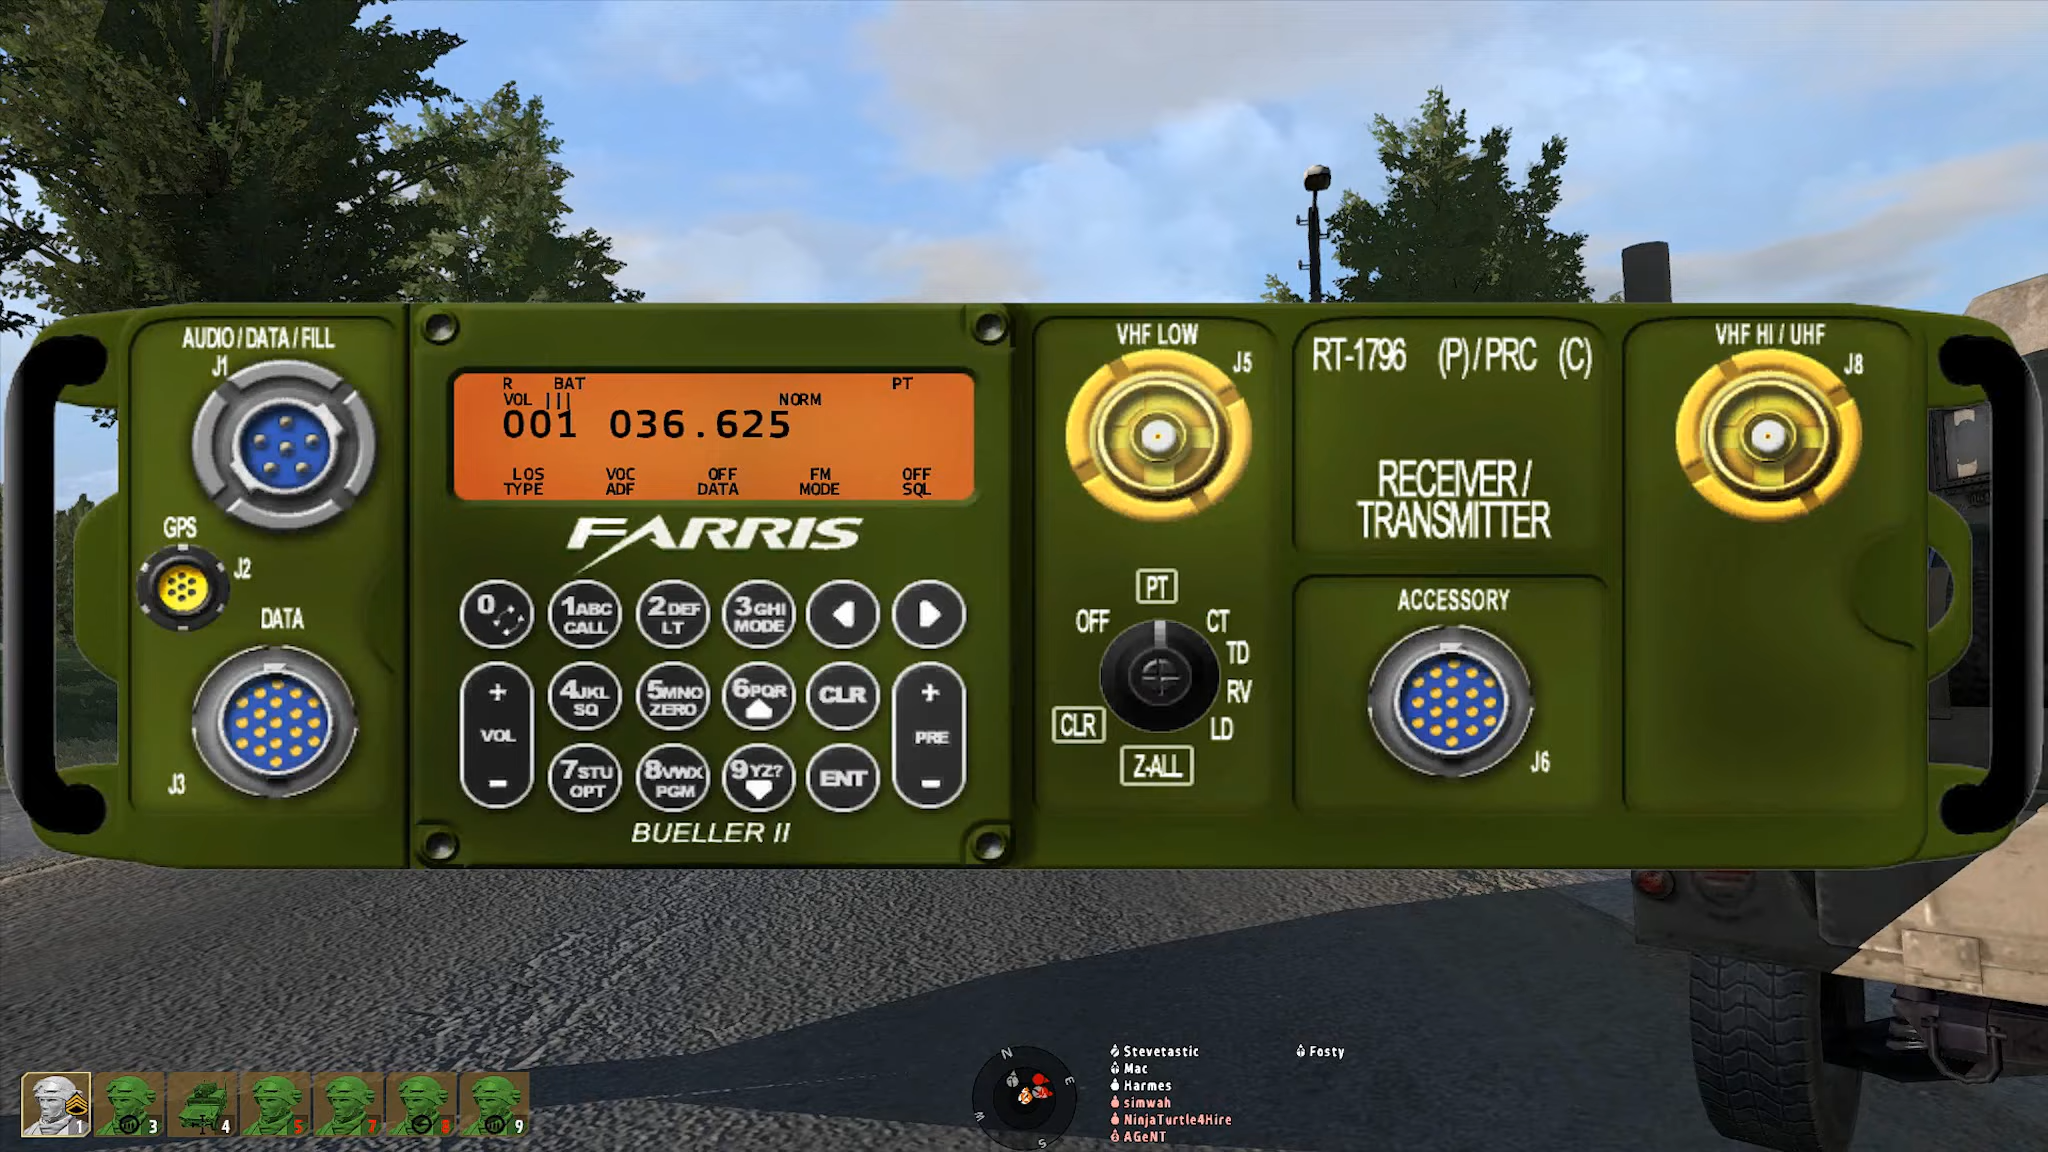 AUDIO / DATA / FILL
J1
GPS
J2
DATA
J3
R BAT PT
VOL ||| NORM
001 036.625
LOS VOC OFF FM OFF
TYPE ADF DATA MODE SQL
FARRIS
0
1ABC
CALL
2DEF
LT
3GHI
MODE
+
VOL
-
4JKL
SQ
5MNO
ZERO
6PQR
CLR
+
PRE
-
7STU
OPT
8VWX
PGM
9YZ?
ENT
BUELLER II
VHF LOW
J5
PT
OFF
CT
TD
RV
LD
CLR
Z-ALL
RT-1796 (P)/PRC (C)
RECEIVER/
TRANSMITTER
ACCESSORY
J6
VHF HI / UHF
J8
1
3
4
5
7
8
9
N
E
S
W
Stevetastic
Mac
Harmes
simwah
NinjaTurtle4Hire
AGeNT
Fosty